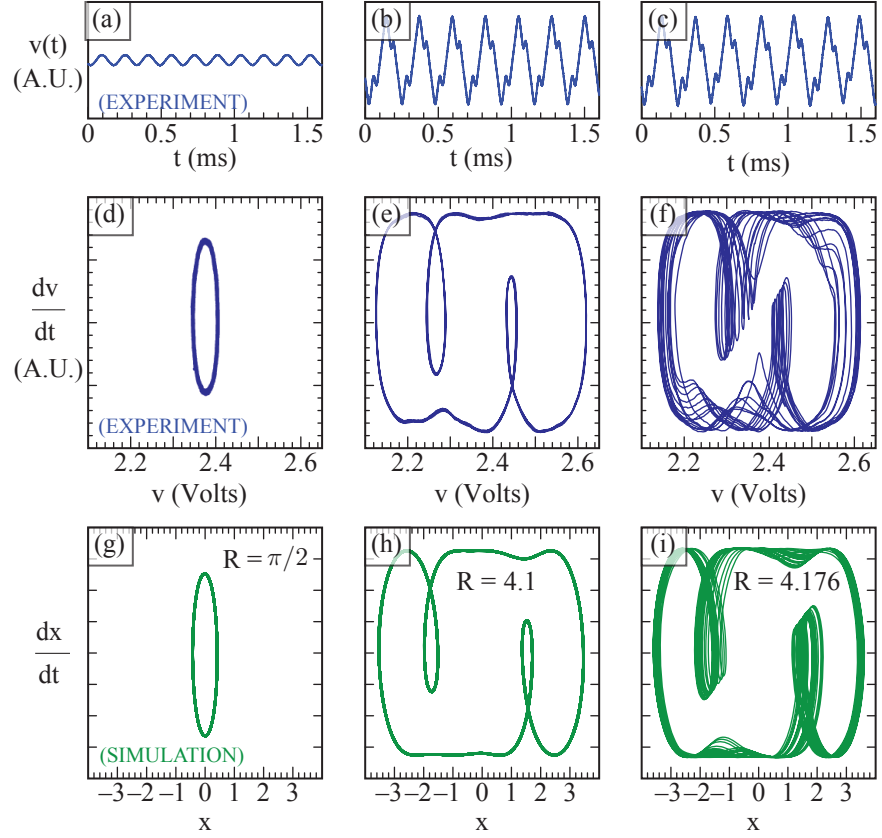 (a)
(b)
(c)
v(t)
(A.U.)
(EXPERIMENT)
0 0.5 1 1.5
0 0.5 1 1.5
0 0.5 1 1.5
t (ms)
t (ms)
t (ms)
(d)
(e)
(f)
dv
dt
(A.U.)
(EXPERIMENT)
2.2 2.4 2.6
2.2 2.4 2.6
2.2 2.4 2.6
v (Volts)
v (Volts)
v (Volts)
(g)
R = π/2
(h)
R = 4.1
(i)
R = 4.176
dx
dt
(SIMULATION)
−3 −2 −1 0 1 2 3
−3 −2 −1 0 1 2 3
−3 −2 −1 0 1 2 3
x
x
x